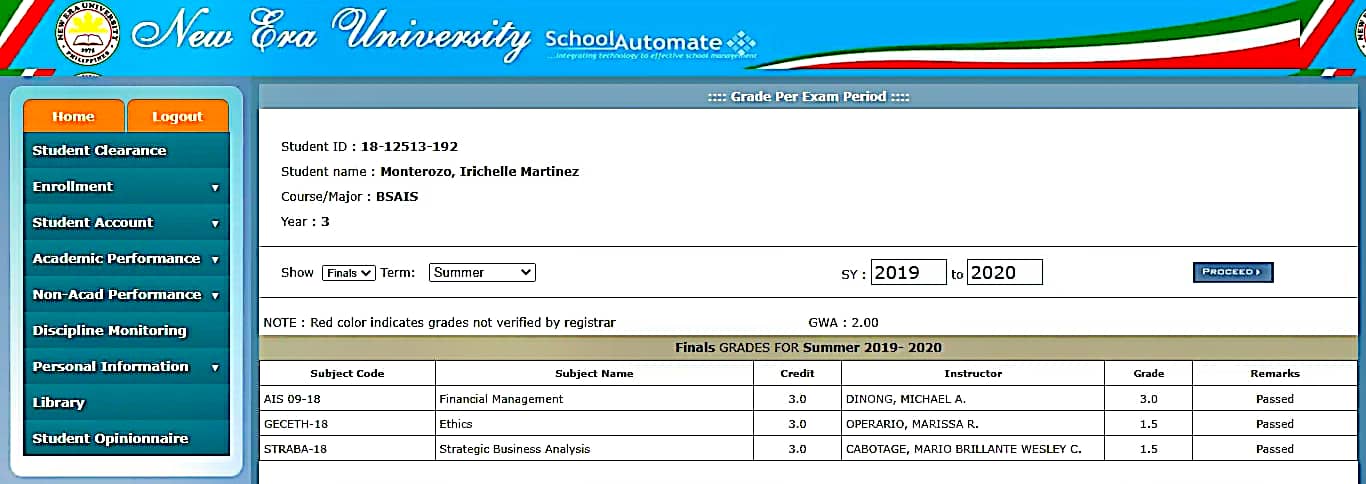 New Era University SchoolAutomate
...integrating technology to effective school management
NEW ERA UNIVERSITY
1975
PHILIPPINES
Home Logout
Student Clearance
Enrollment ▼
Student Account ▼
Academic Performance ▼
Non-Acad Performance ▼
Discipline Monitoring
Personal Information ▼
Library
Student Opinionnaire
:::: Grade Per Exam Period ::::
Student ID : 18-12513-192
Student name : Monterozo, Irichelle Martinez
Course/Major : BSAIS
Year : 3
Show Finals Term: Summer SY : 2019 to 2020 PROCEED
NOTE : Red color indicates grades not verified by registrar GWA : 2.00
Finals GRADES FOR Summer 2019- 2020
Subject Code Subject Name Credit Instructor Grade Remarks
AIS 09-18 Financial Management 3.0 DINONG, MICHAEL A. 3.0 Passed
GECETH-18 Ethics 3.0 OPERARIO, MARISSA R. 1.5 Passed
STRABA-18 Strategic Business Analysis 3.0 CABOTAGE, MARIO BRILLANTE WESLEY C. 1.5 Passed